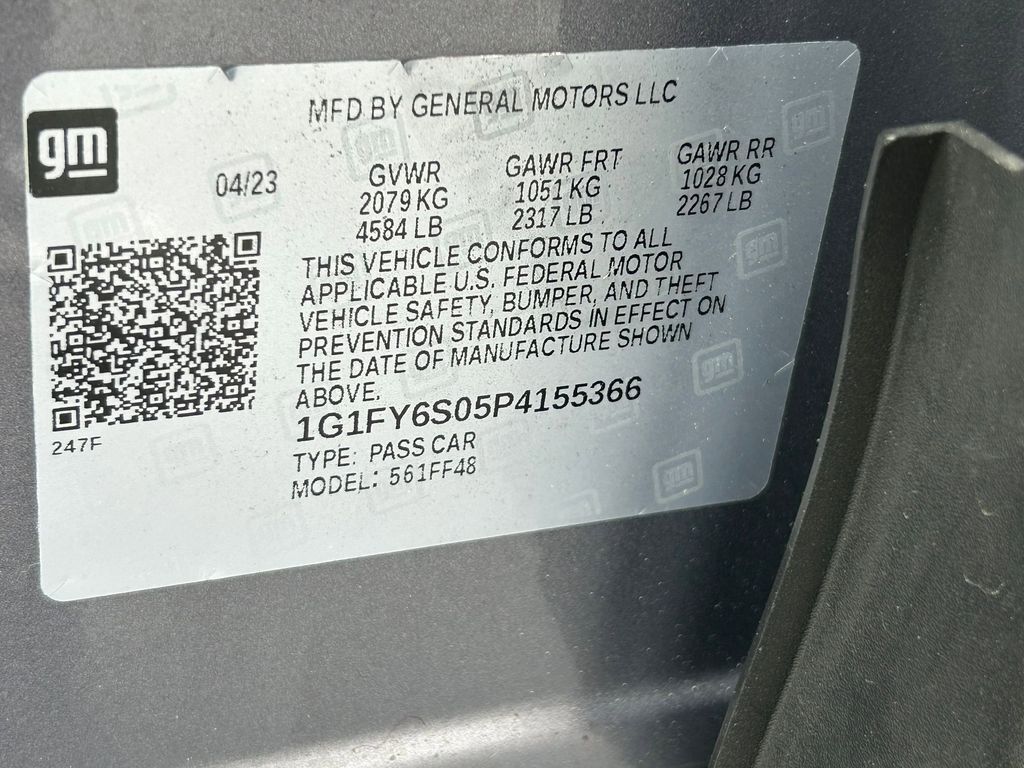 MFD BY GENERAL MOTORS LLC
gm
04/23
GVWR GAWR FRT GAWR RR
2079 KG 1051 KG 1028 KG
4584 LB 2317 LB 2267 LB
THIS VEHICLE CONFORMS TO ALL
APPLICABLE U.S. FEDERAL MOTOR
VEHICLE SAFETY, BUMPER, AND THEFT
PREVENTION STANDARDS IN EFFECT ON
THE DATE OF MANUFACTURE SHOWN
ABOVE.
1G1FY6S05P4155366
247F
TYPE: PASS CAR
MODEL: 561FF48